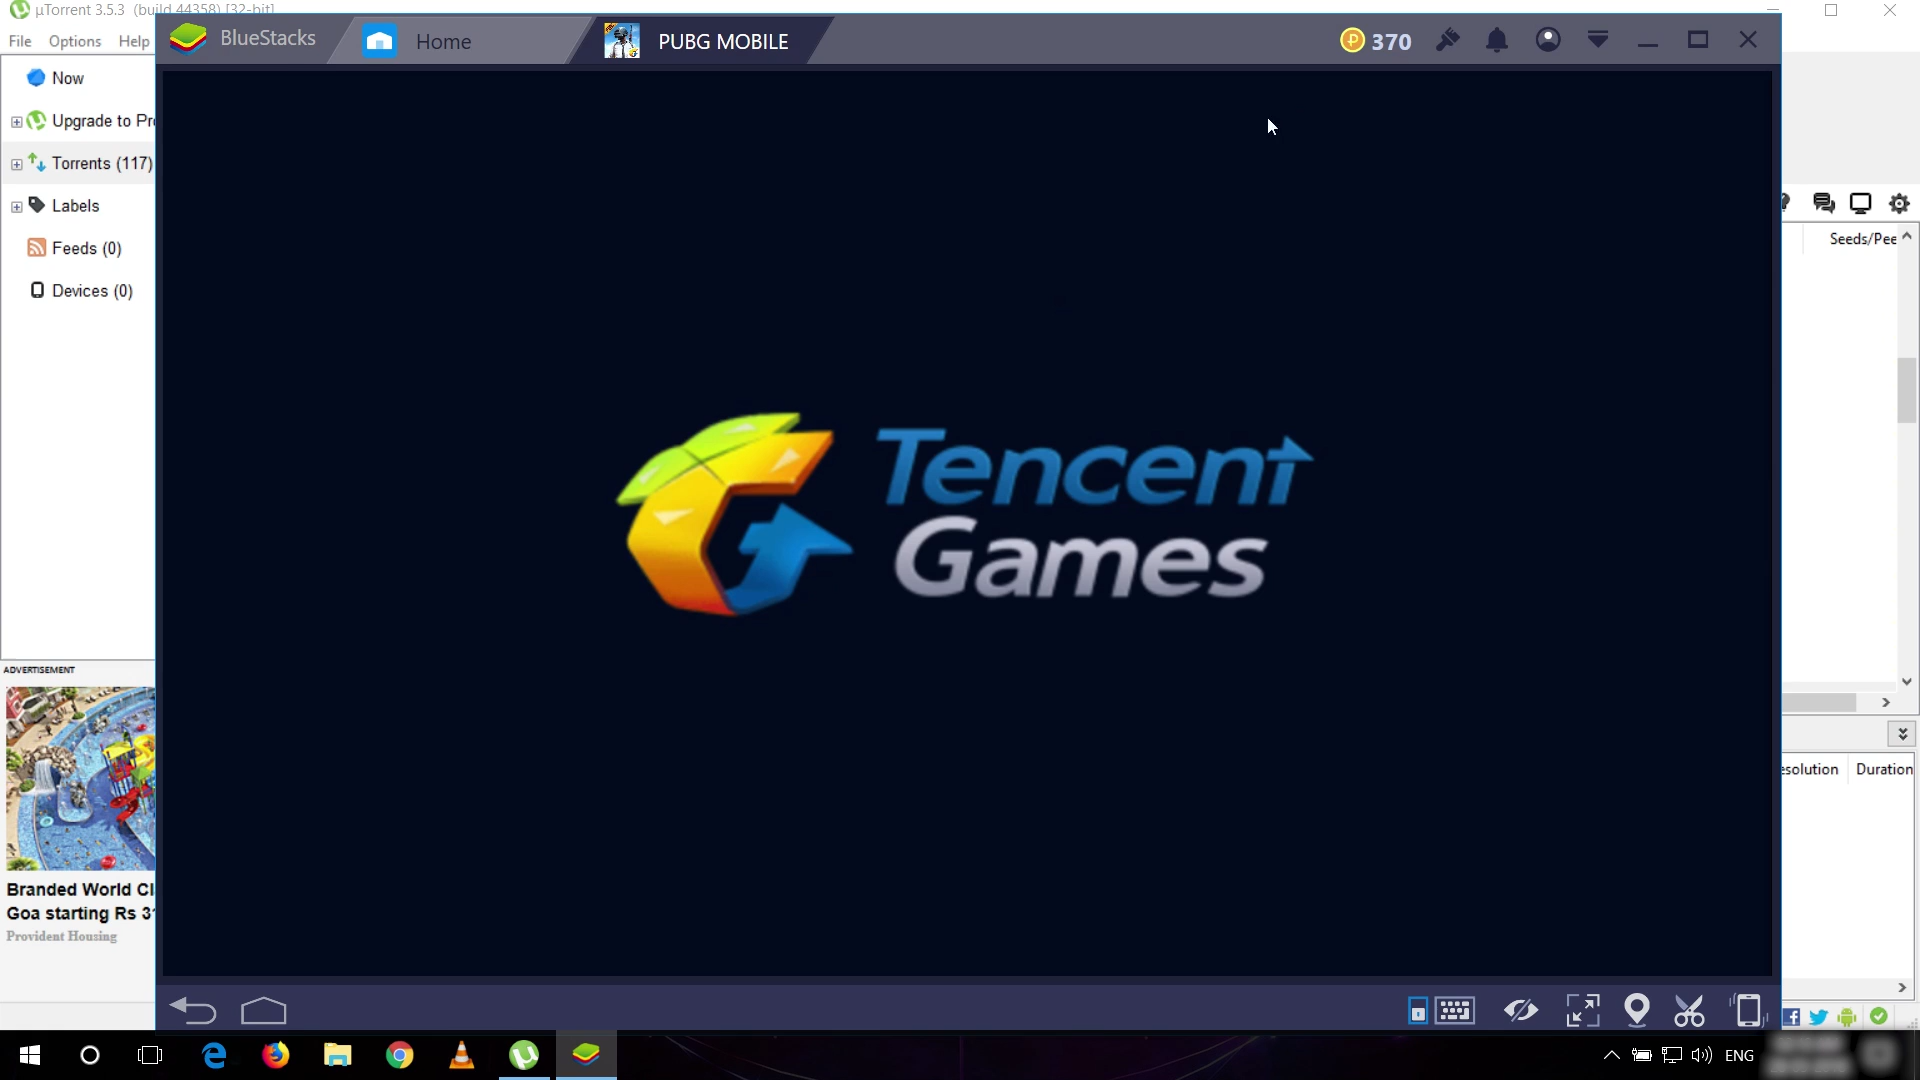 µTorrent 3.5.3 (build 44358) [32-bit]
File Options Help
BlueStacks
Home
PUBG MOBILE
370
Now
Upgrade to Pr
Torrents (117)
Labels
Feeds (0)
Devices (0)
Seeds/Pee
Tencent
Games
ADVERTISEMENT
esolution Duration
Branded World Cl
Goa starting Rs 3
Provident Housing
ENG